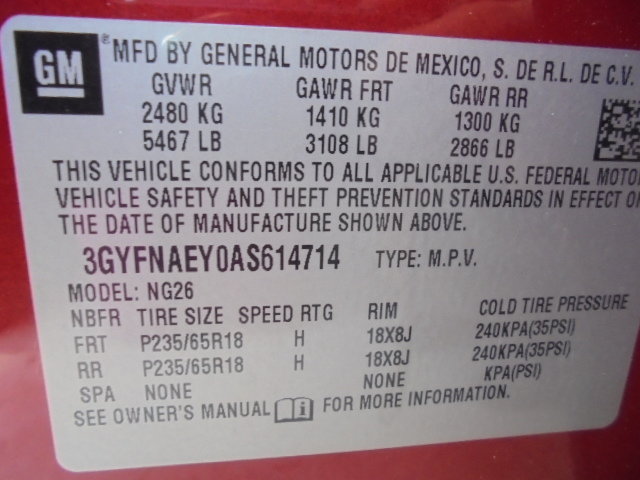 GM
® MFD BY GENERAL MOTORS DE MEXICO, S. DE R.L. DE C.V.
GVWR GAWR FRT GAWR RR
2480 KG 1410 KG 1300 KG
5467 LB 3108 LB 2866 LB
THIS VEHICLE CONFORMS TO ALL APPLICABLE U.S. FEDERAL MOTO
VEHICLE SAFETY AND THEFT PREVENTION STANDARDS IN EFFECT ON
THE DATE OF MANUFACTURE SHOWN ABOVE.
3GYFNAEY0AS614714 TYPE: M.P.V.
MODEL: NG26
NBFR TIRE SIZE SPEED RTG RIM COLD TIRE PRESSURE
FRT P235/65R18 H 18X8J 240KPA(35PSI)
RR P235/65R18 H 18X8J 240KPA(35PSI)
SPA NONE NONE KPA(PSI)
SEE OWNER'S MANUAL i FOR MORE INFORMATION.